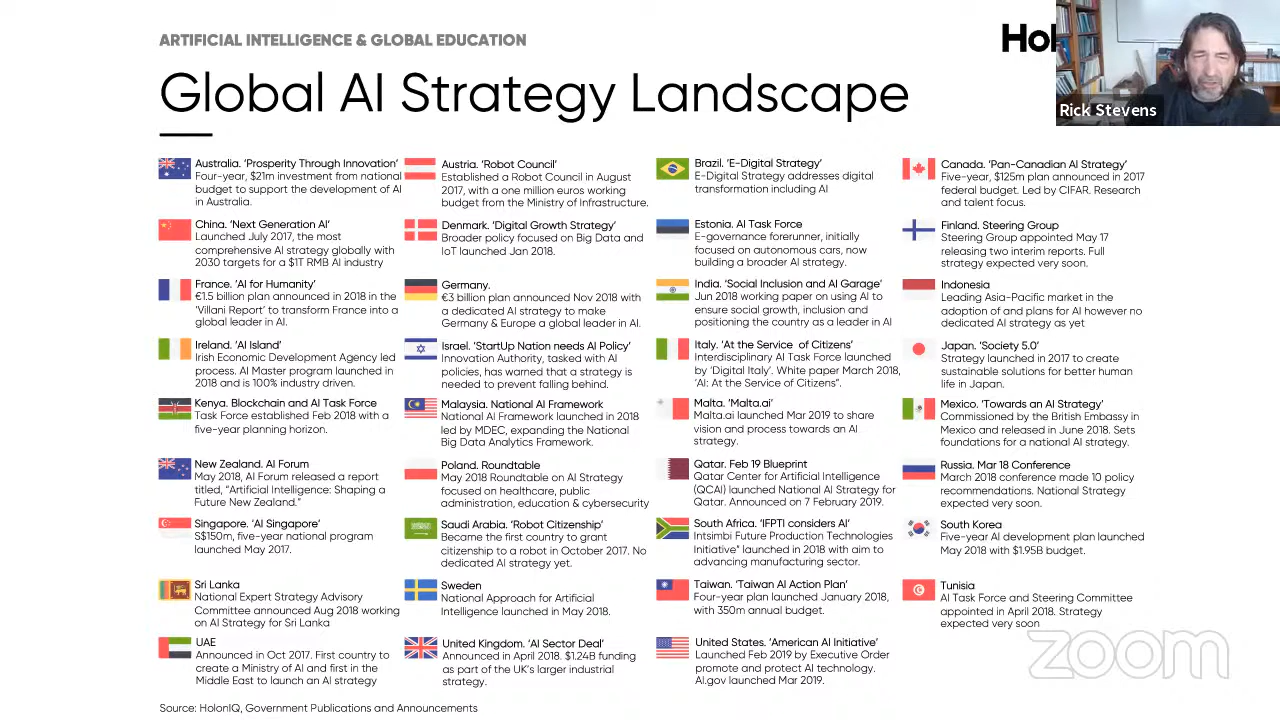 ARTIFICIAL INTELLIGENCE & GLOBAL EDUCATION
Hol
Rick Stevens
Global AI Strategy Landscape
Australia. 'Prosperity Through Innovation'
Four-year, $21m investment from national
budget to support the development of AI
in Australia.
Austria. 'Robot Council'
Established a Robot Council in August
2017, with a one million euros working
budget from the Ministry of Infrastructure.
Brazil. 'E-Digital Strategy'
E-Digital Strategy addresses digital
transformation including AI
Canada. 'Pan-Canadian AI Strategy'
Five-year, $125m plan announced in 2017
federal budget. Led by CIFAR. Research
and talent focus.
China. 'Next Generation AI'
Launched July 2017, the most
comprehensive AI strategy globally with
2030 targets for a $1T RMB AI industry
Denmark. 'Digital Growth Strategy'
Broader policy focused on Big Data and
IoT launched Jan 2018.
Estonia. AI Task Force
E-governance forerunner, initially
focused on autonomous cars, now
building a broader AI strategy.
Finland. Steering Group
Steering Group appointed May 17
releasing two interim reports. Full
strategy expected very soon.
France. 'AI for Humanity'
€1.5 billion plan announced in 2018 in the
'Villani Report' to transform France into a
global leader in AI.
Germany.
€3 billion plan announced Nov 2018 with
a dedicated AI strategy to make
Germany & Europe a global leader in AI.
India. 'Social Inclusion and AI Garage'
Jun 2018 working paper on using AI to
ensure social growth, inclusion and
positioning the country as a leader in AI
Indonesia
Leading Asia-Pacific market in the
adoption of and plans for AI however no
dedicated AI strategy as yet
Ireland. 'AI Island'
Irish Economic Development Agency led
process. AI Master program launched in
2018 and is 100% industry driven.
Israel. 'StartUp Nation needs AI Policy'
Innovation Authority, tasked with AI
policies, has warned that a strategy is
needed to prevent falling behind.
Italy. 'At the Service of Citizens'
Interdisciplinary AI Task Force launched
by 'Digital Italy'. White paper March 2018,
'AI: At the Service of Citizens".
Japan. 'Society 5.0'
Strategy launched in 2017 to create
sustainable solutions for better human
life in Japan.
Kenya. Blockchain and AI Task Force
Task Force established Feb 2018 with a
five-year planning horizon.
Malaysia. National AI Framework
National AI Framework launched in 2018
led by MDEC, expanding the National
Big Data Analytics Framework.
Malta. 'Malta.ai'
Malta.ai launched Mar 2019 to share
vision and process towards an AI
strategy.
Mexico. 'Towards an AI Strategy'
Commissioned by the British Embassy in
Mexico and released in June 2018. Sets
foundations for a national AI strategy.
New Zealand. AI Forum
May 2018, AI Forum released a report
titled, "Artificial Intelligence: Shaping a
Future New Zealand."
Poland. Roundtable
May 2018 Roundtable on AI Strategy
focused on healthcare, public
administration, education & cybersecurity
Qatar. Feb 19 Blueprint
Qatar Center for Artificial Intelligence
(QCAI) launched National AI Strategy for
Qatar. Announced on 7 February 2019.
Russia. Mar 18 Conference
March 2018 conference made 10 policy
recommendations. National Strategy
expected very soon.
Singapore. 'AI Singapore'
S$150m, five-year national program
launched May 2017.
Saudi Arabia. 'Robot Citizenship'
Became the first country to grant
citizenship to a robot in October 2017. No
dedicated AI strategy yet.
South Africa. 'IFPTI considers AI'
Intsimbi Future Production Technologies
Initiative" launched in 2018 with aim to
advancing manufacturing sector.
South Korea
Five-year AI development plan launched
May 2018 with $1.95B budget.
Sri Lanka
National Expert Strategy Advisory
Committee announced Aug 2018 working
on AI Strategy for Sri Lanka
Sweden
National Approach for Artificial
Intelligence launched in May 2018.
Taiwan. 'Taiwan AI Action Plan'
Four-year plan launched January 2018,
with 350m annual budget.
Tunisia
AI Task Force and Steering Committee
appointed in April 2018. Strategy
expected very soon
UAE
Announced in Oct 2017. First country to
create a Ministry of AI and first in the
Middle East to launch an AI strategy
United Kingdom. 'AI Sector Deal'
Announced in April 2018. $1.24B funding
as part of the UK's larger industrial
strategy.
United States. 'American AI Initiative'
Launched Feb 2019 by Executive Order
promote and protect AI technology.
AI.gov launched Mar 2019.
zoom
Source: HolonIQ, Government Publications and Announcements